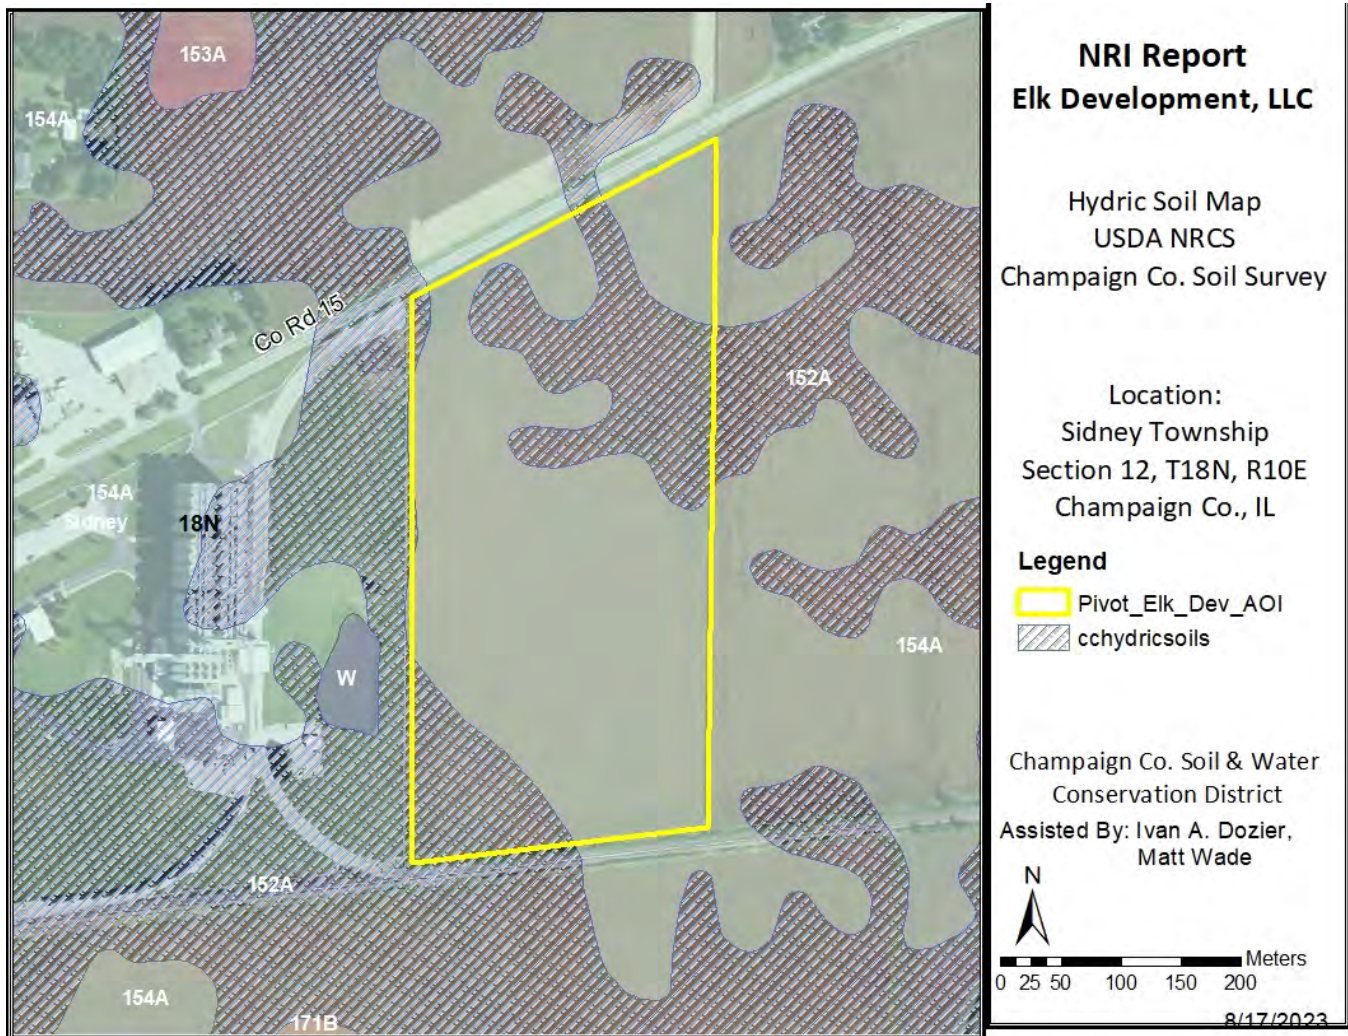 153A
154A
Co Rd 15
152A
154A
Sidney
18N
154A
W
152A
154A
171B
NRI Report
Elk Development, LLC
Hydric Soil Map
USDA NRCS
Champaign Co. Soil Survey
Location:
Sidney Township
Section 12, T18N, R10E
Champaign Co., IL
Legend
Pivot_Elk_Dev_AOI
cchydricsoils
Champaign Co. Soil & Water
Conservation District
Assisted By: Ivan A. Dozier,
Matt Wade
N
Meters
0 25 50 100 150 200
8/17/2023